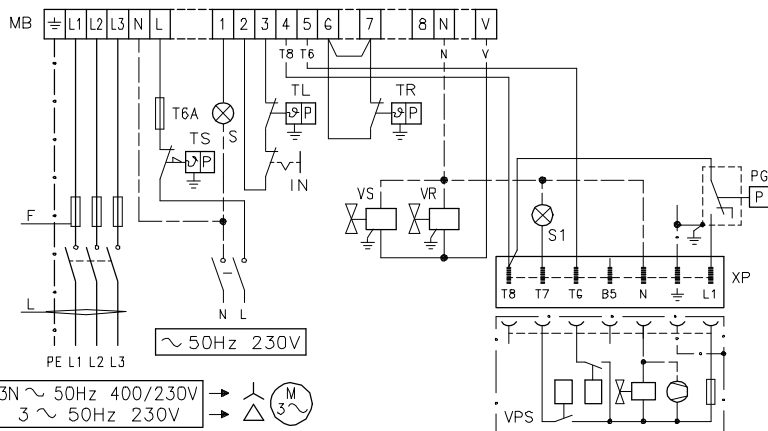 MB ⏚ L1 L2 L3 N L 1 2 3 4 5 6 7 8 N V
T8 T6 N V
T6A TL TR
ϑ P ϑ P
TS S
ϑ P
IN
PG
P
VS VR
F
S1
XP
T8 T7 T6 B5 N ⏚ L1
L
N L
PE L1 L2 L3
~ 50Hz 230V
3N ~ 50Hz 400/230V
3 ~ 50Hz 230V
M
3~
VPS